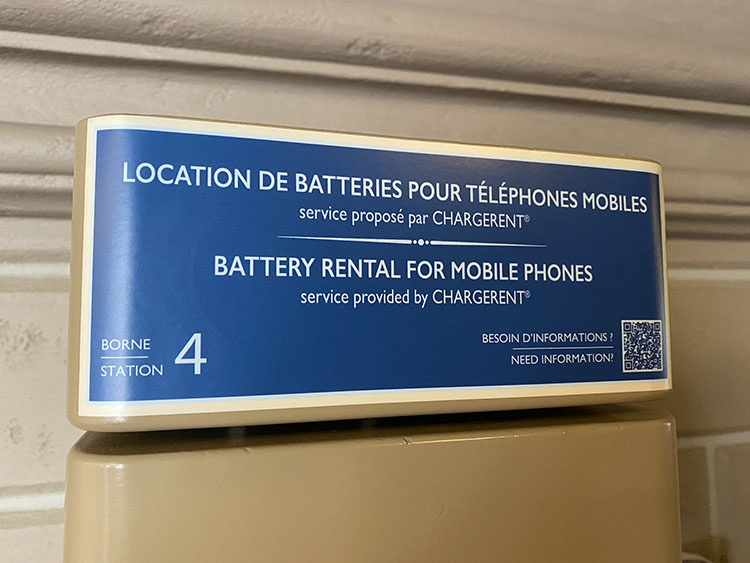 LOCATION DE BATTERIES POUR TÉLÉPHONES MOBILES
service proposé par CHARGERENT®
BATTERY RENTAL FOR MOBILE PHONES
service provided by CHARGERENT®
BORNE
STATION
4
BESOIN D'INFORMATIONS ?
NEED INFORMATION?